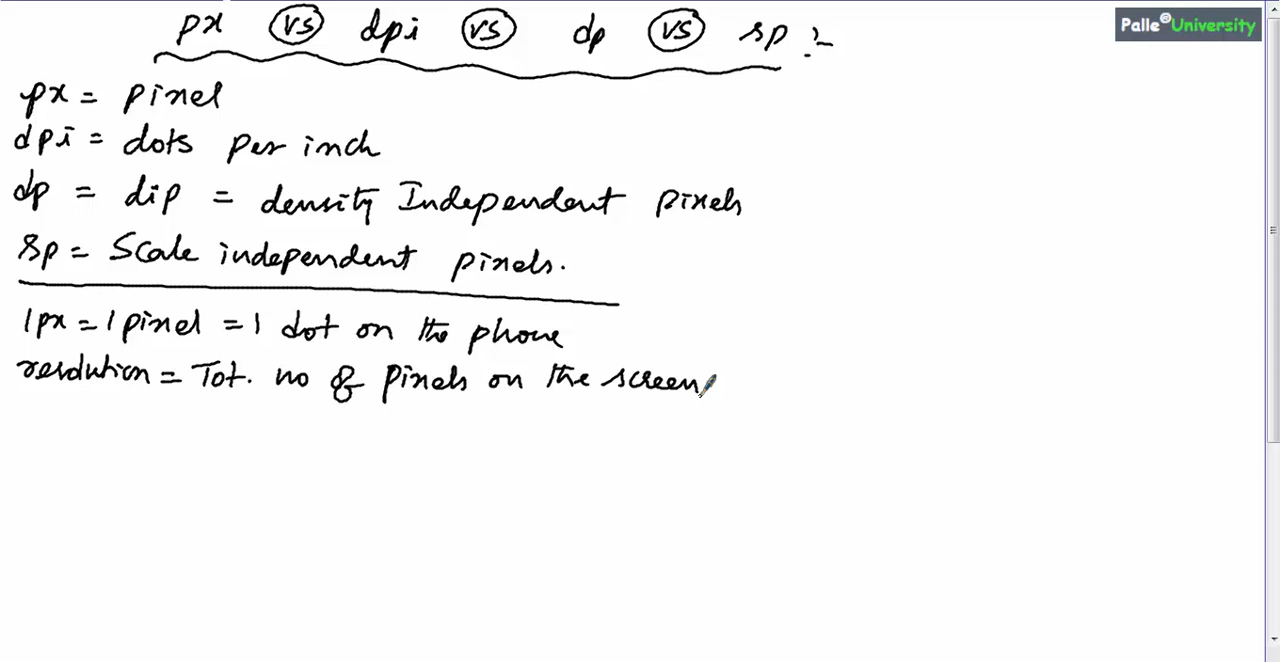 px vs dpi vs dp vs sp :-
Palle®University
px = pixel
dpi = dots per inch
dp = dip = density Independent pixels
sp = Scale independent pixels.
1px = 1 pixel = 1 dot on the phone
resolution = Tot. no of pixels on the screen